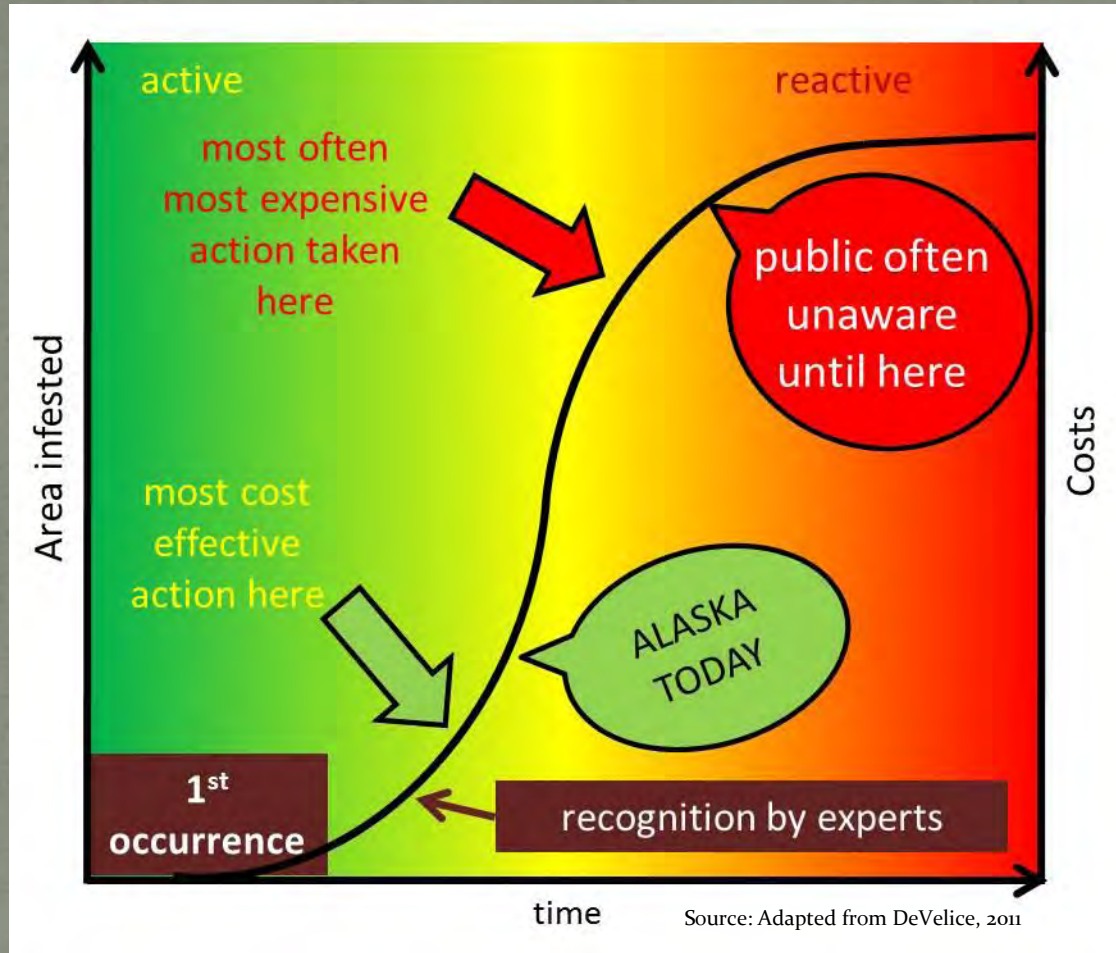 active
reactive
most often
most expensive
action taken
here
public often
unaware
until here
Area infested
Costs
most cost
effective
action here
ALASKA
TODAY
1st
occurrence
recognition by experts
time
Source: Adapted from DeVelice, 2011